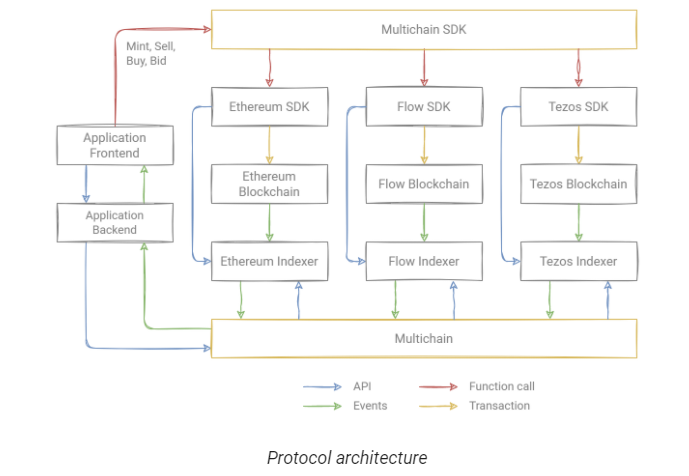 Multichain SDK
Mint, Sell,
Buy, Bid
Ethereum SDK
Flow SDK
Tezos SDK
Application
Frontend
Ethereum
Blockchain
Flow Blockchain
Tezos Blockchain
Application
Backend
Ethereum Indexer
Flow Indexer
Tezos Indexer
Multichain
API
Function call
Events
Transaction
Protocol architecture